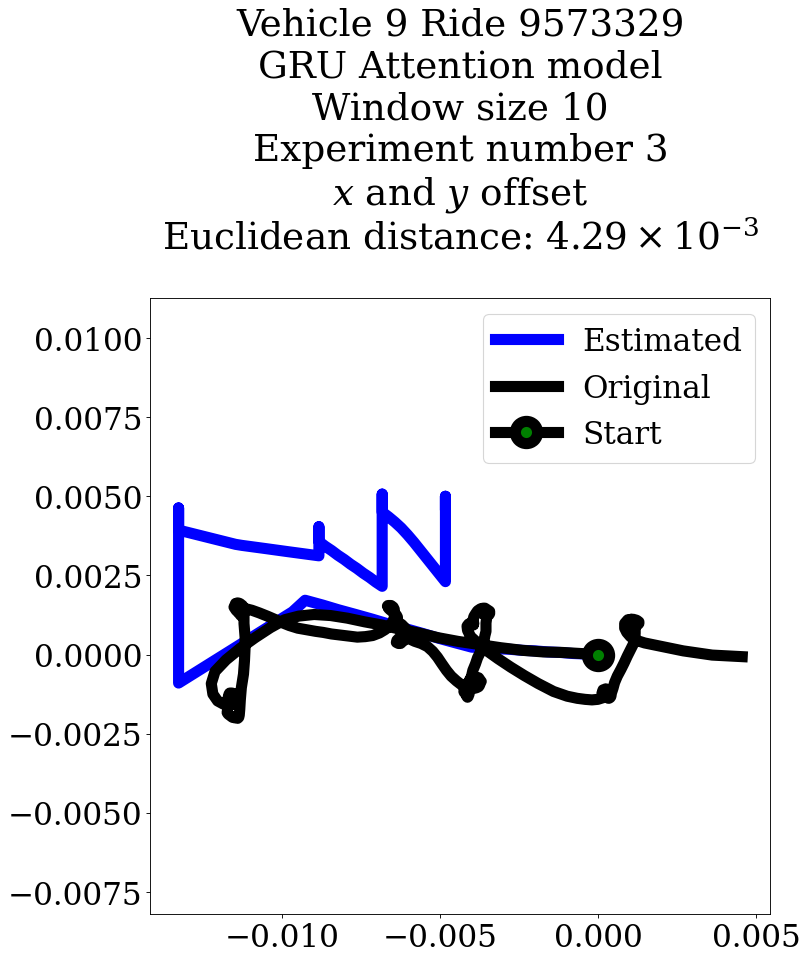 Vehicle 9 Ride 9573329
GRU Attention model
Window size 10
Experiment number 3
x and y offset
Euclidean distance: 4.29 × 10⁻³
Estimated
Original
Start
0.0100
0.0075
0.0050
0.0025
0.0000
−0.0025
−0.0050
−0.0075
−0.010 −0.005 0.000 0.005